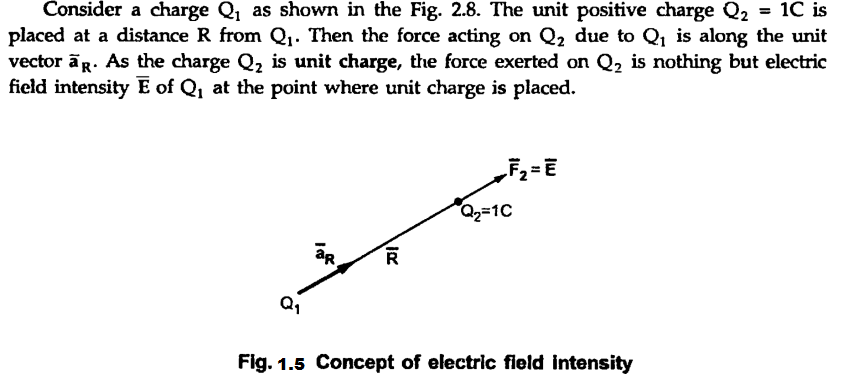 Consider a charge Q₁ as shown in the Fig. 2.8. The unit positive charge Q₂ = 1C is
placed at a distance R from Q₁. Then the force acting on Q₂ due to Q₁ is along the unit
vector a̅R. As the charge Q₂ is unit charge, the force exerted on Q₂ is nothing but electric
field intensity E̅ of Q₁ at the point where unit charge is placed.
F̅₂ = E̅
Q₂=1C
a̅R
R̅
Q₁
Fig. 1.5 Concept of electric field intensity